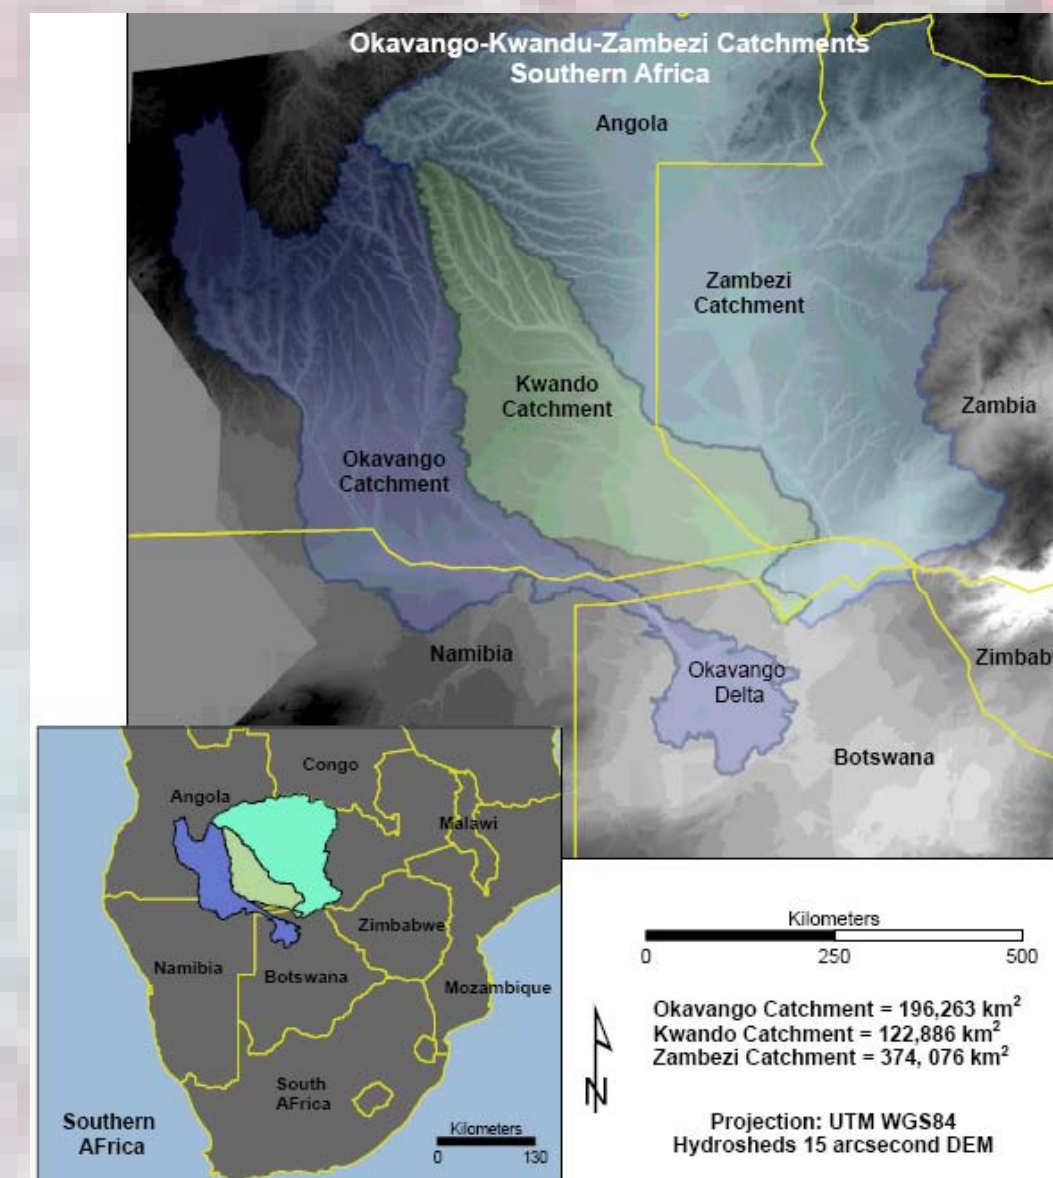 Okavango-Kwandu-Zambezi Catchments
Southern Africa
Angola
Zambezi
Catchment
Kwando
Catchment
Zambia
Okavango
Catchment
Namibia
Okavango
Delta
Zimbab
Botswana
Congo
Angola
Malawi
Zimbabwe
Namibia
Botswana
Mozambique
South
AFrica
Southern
AFrica
Kilometers
0 130
Kilometers
0 250 500
Okavango Catchment = 196,263 km²
Kwando Catchment = 122,886 km²
Zambezi Catchment = 374, 076 km²
N
Projection: UTM WGS84
Hydrosheds 15 arcsecond DEM